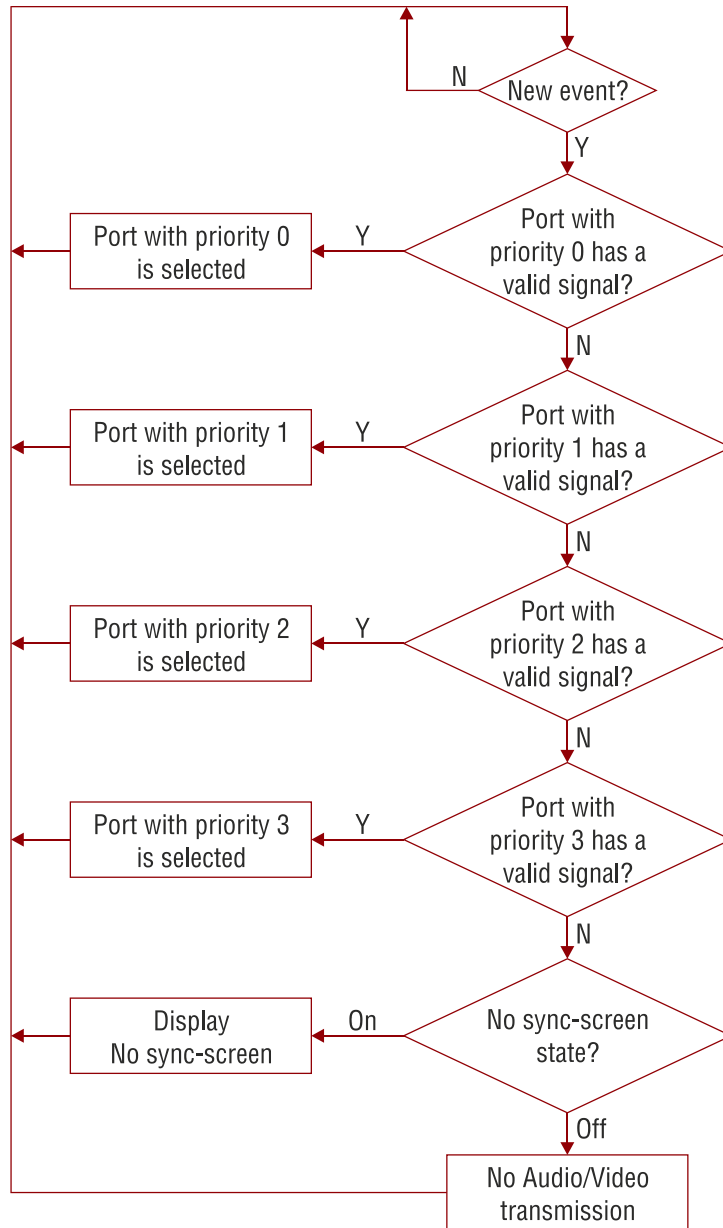 N
New event?
Y
Port with
priority 0 has a
valid signal?
Y
Port with priority 0
is selected
N
Port with
priority 1 has a
valid signal?
Y
Port with priority 1
is selected
N
Port with
priority 2 has a
valid signal?
Y
Port with priority 2
is selected
N
Port with
priority 3 has a
valid signal?
Y
Port with priority 3
is selected
N
No sync-screen
state?
On
Display
No sync-screen
Off
No Audio/Video
transmission